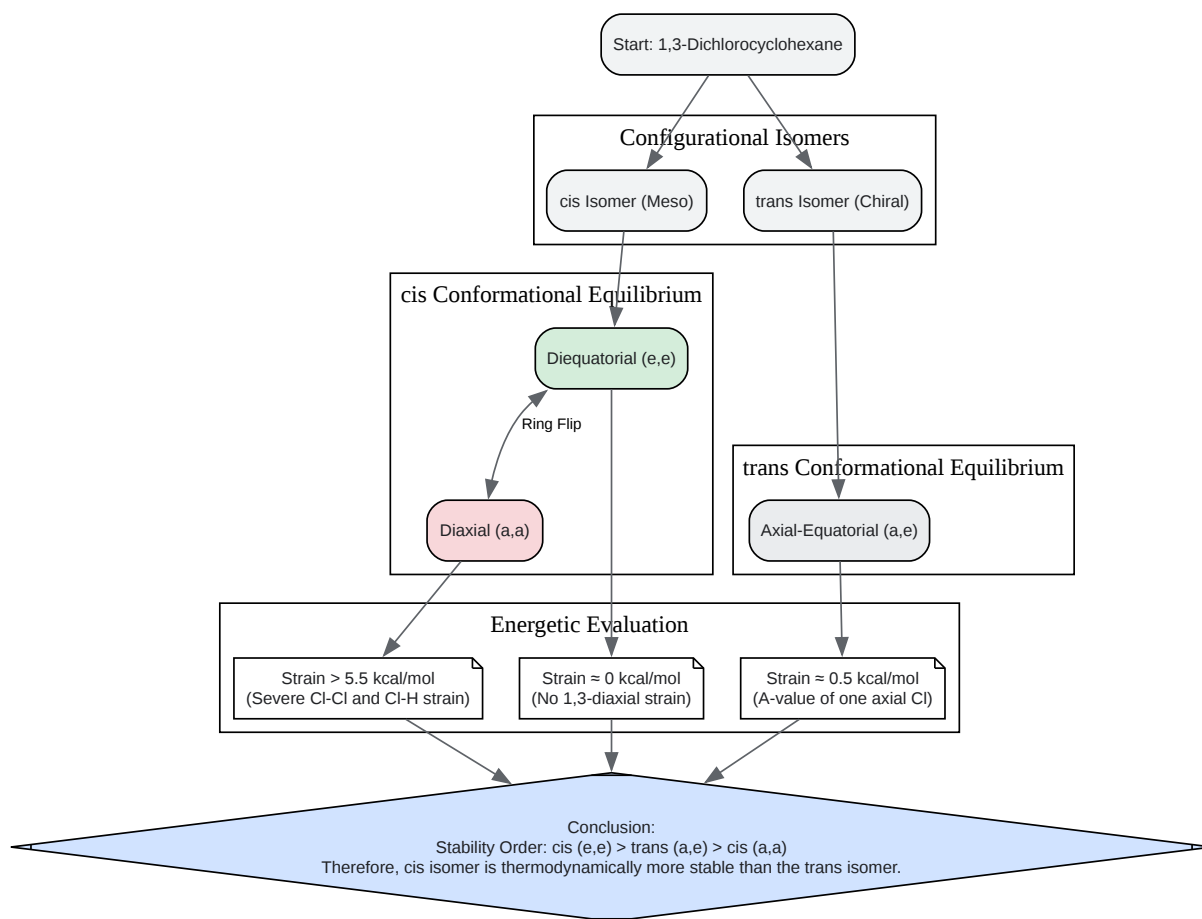 Start: 1,3-Dichlorocyclohexane
Configurational Isomers
cis Isomer (Meso)
trans Isomer (Chiral)
cis Conformational Equilibrium
Diequatorial (e,e)
Ring Flip
trans Conformational Equilibrium
Diaxial (a,a)
Axial-Equatorial (a,e)
Energetic Evaluation
Strain > 5.5 kcal/mol
(Severe Cl-Cl and Cl-H strain)
Strain ≈ 0 kcal/mol
(No 1,3-diaxial strain)
Strain ≈ 0.5 kcal/mol
(A-value of one axial Cl)
Conclusion:
Stability Order: cis (e,e) > trans (a,e) > cis (a,a)
Therefore, cis isomer is thermodynamically more stable than the trans isomer.